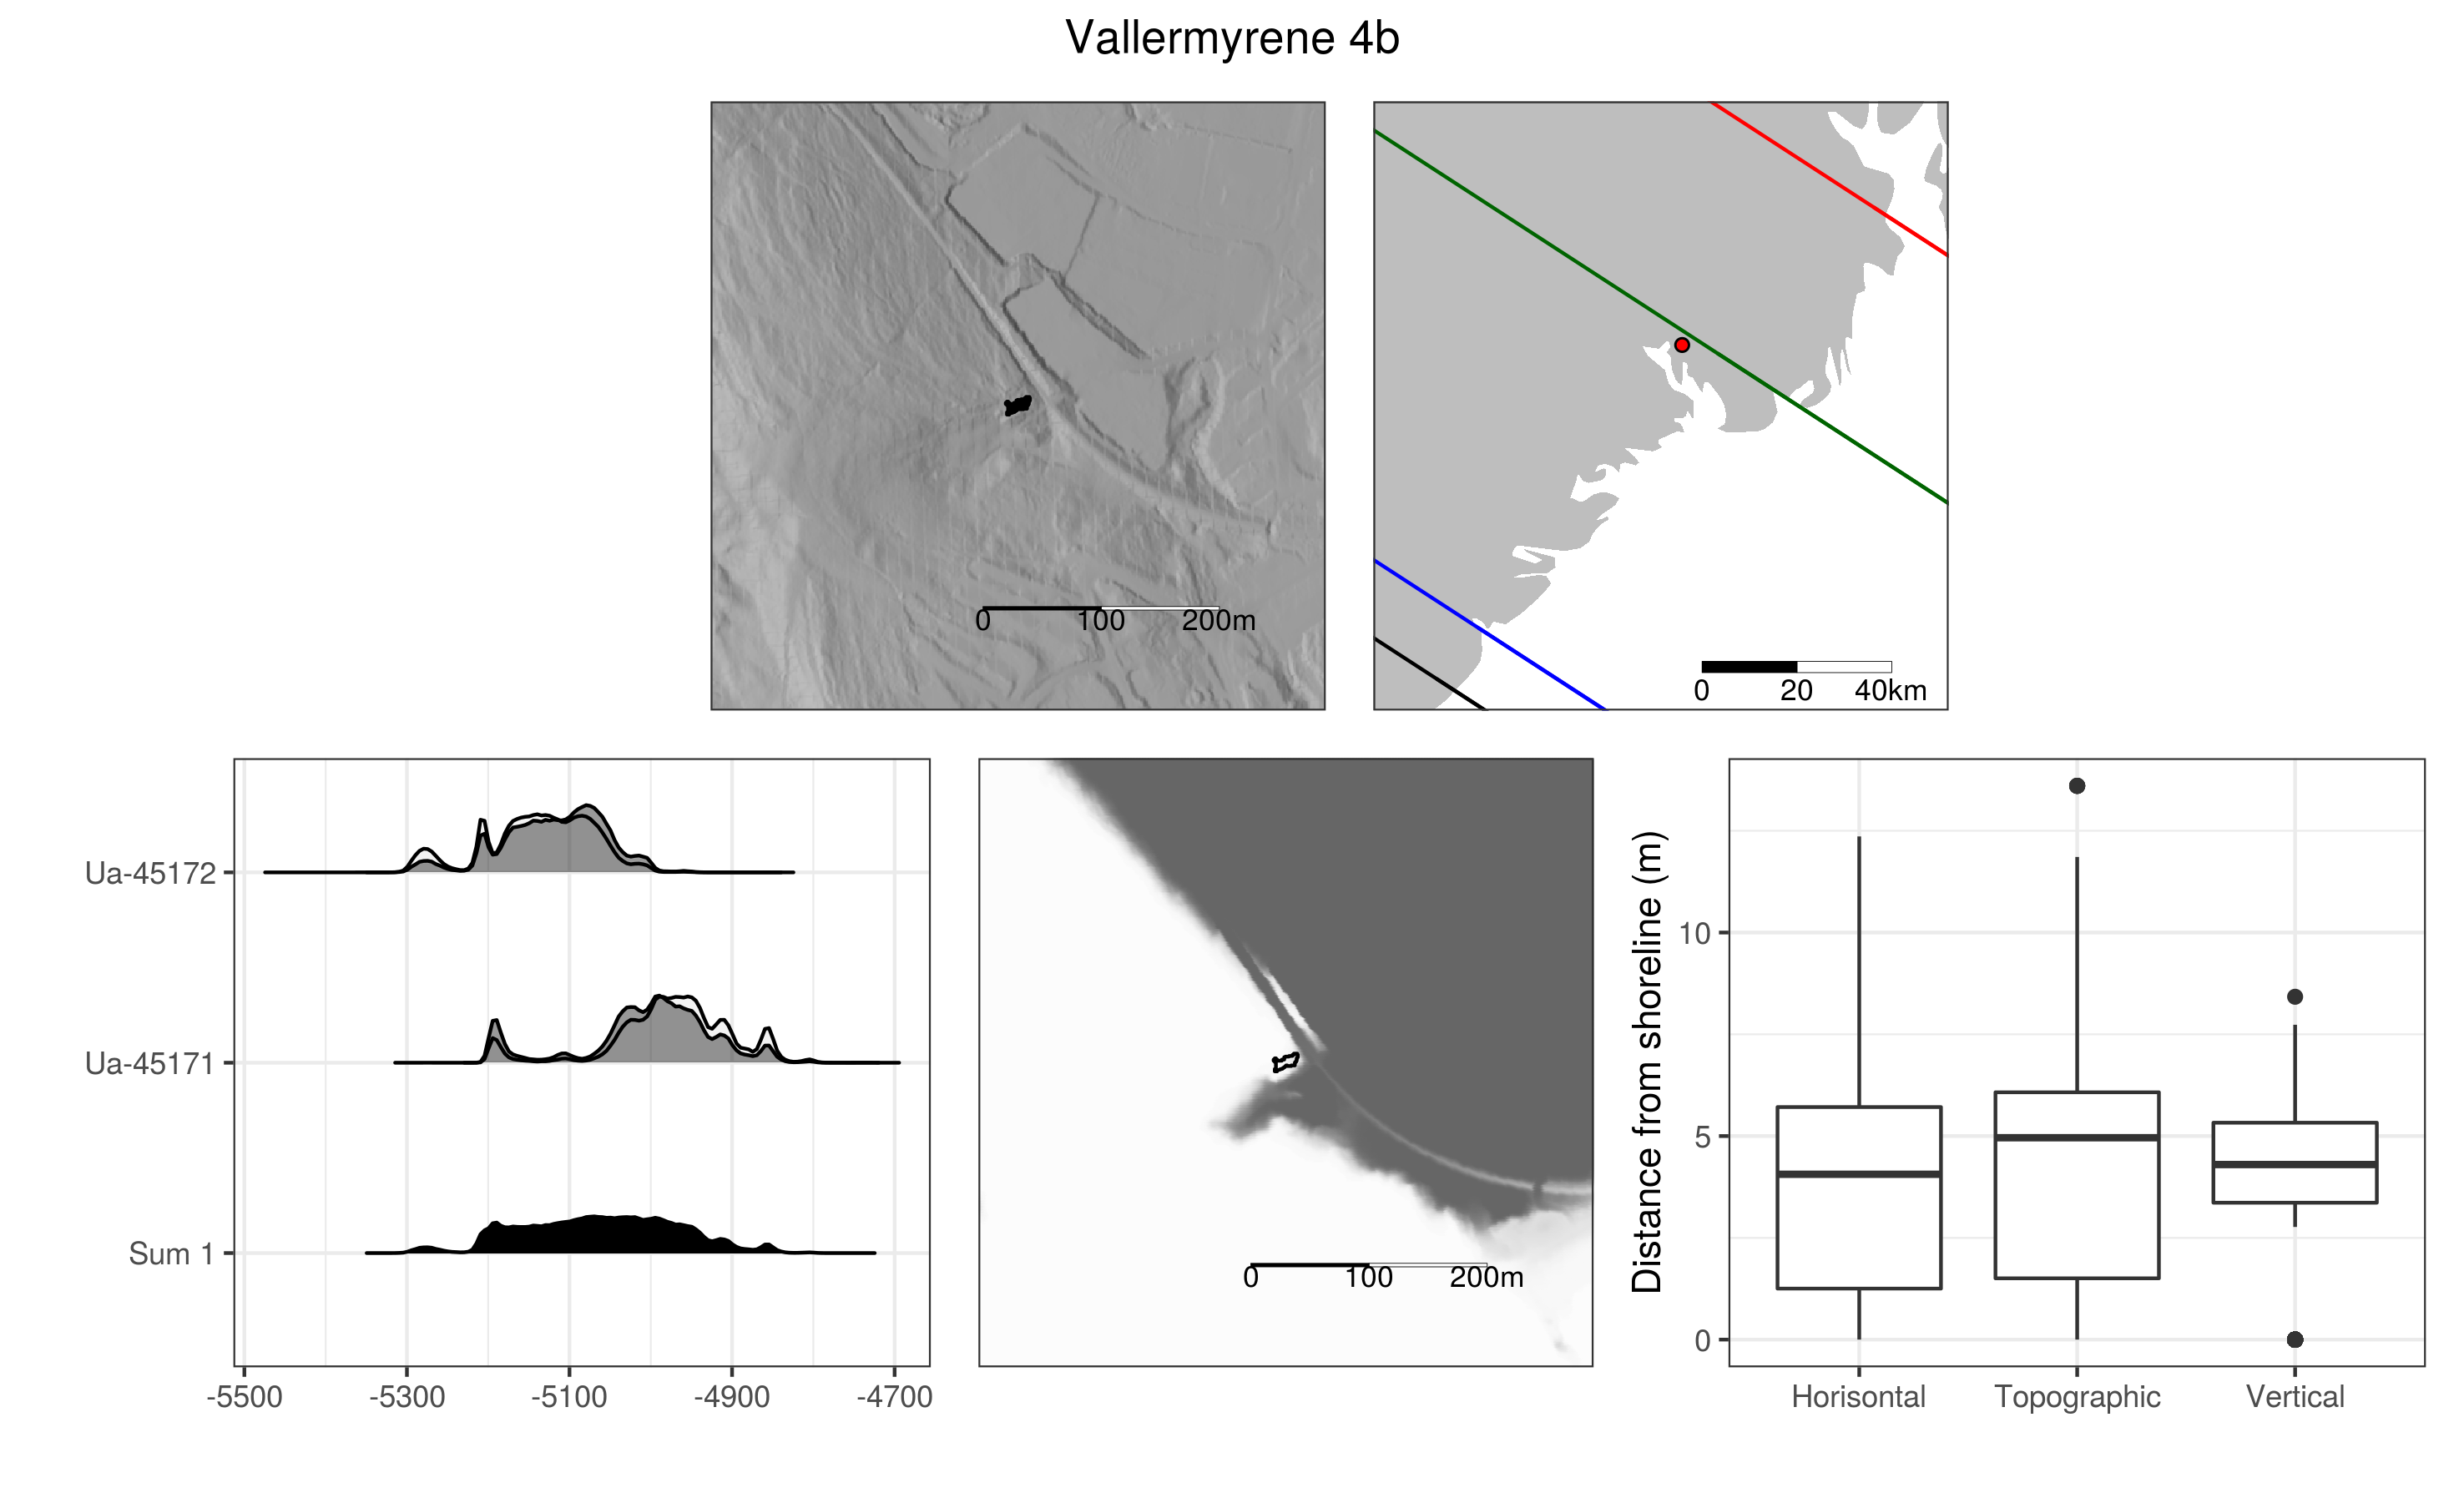 Vallermyrene 4b
0 100 200m
0 20 40km
Ua-45172
Ua-45171
Sum 1
-5500 -5300 -5100 -4900 -4700
0 100 200m
Distance from shoreline (m)
10
5
0
Horisontal Topographic Vertical